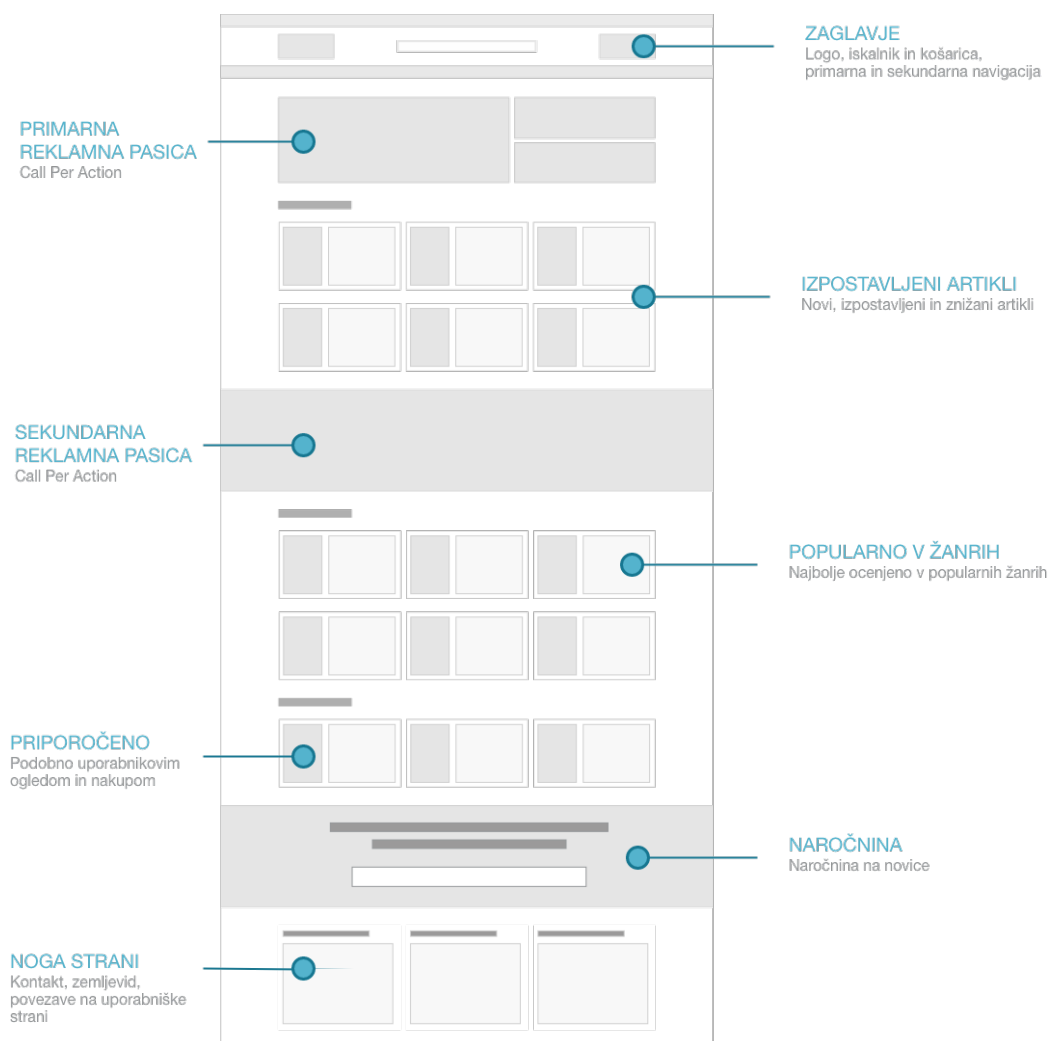 ZAGLAVJE
Logo, iskalnik in košarica,
primarna in sekundarna navigacija
PRIMARNA
REKLAMNA PASICA
Call Per Action
IZPOSTAVLJENI ARTIKLI
Novi, izpostavljeni in znižani artikli
SEKUNDARNA
REKLAMNA PASICA
Call Per Action
POPULARNO V ŽANRIH
Najbolje ocenjeno v popularnih žanrih
PRIPOROČENO
Podobno uporabnikovim
ogledom in nakupom
NAROČNINA
Naročnina na novice
NOGA STRANI
Kontakt, zemljevid,
povezave na uporabniške
strani